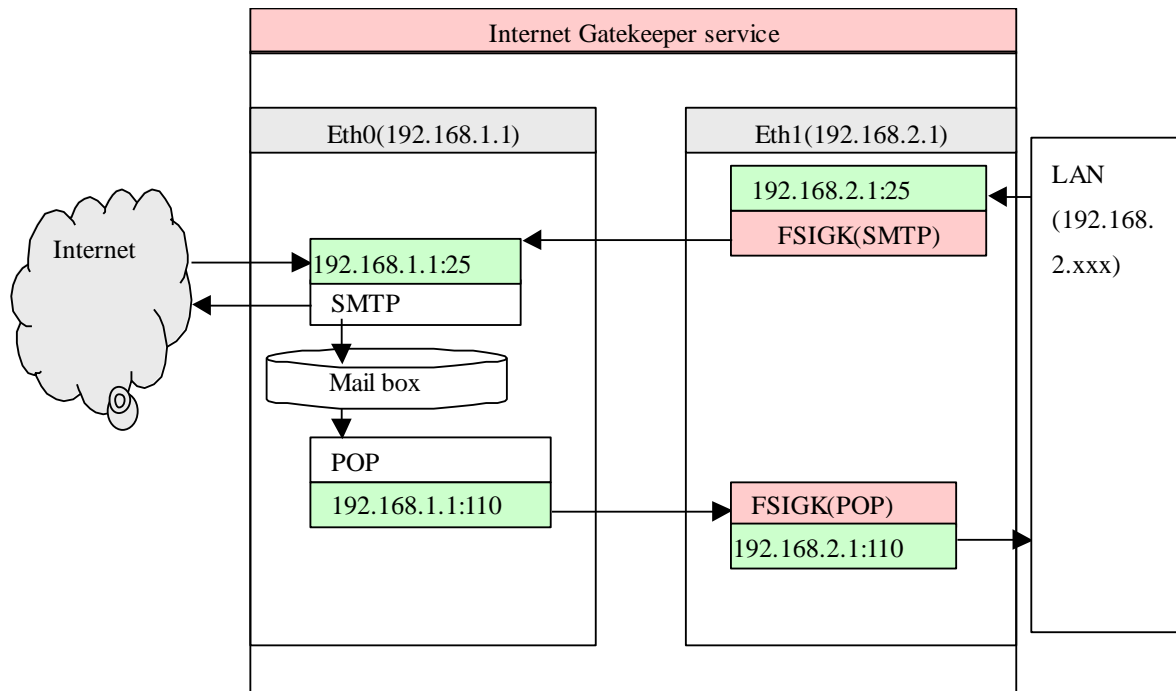 Internet Gatekeeper service
Eth0(192.168.1.1)
Eth1(192.168.2.1)
LAN
(192.168.
2.xxx)
192.168.2.1:25
FSIGK(SMTP)
Internet
192.168.1.1:25
SMTP
Mail box
POP
192.168.1.1:110
FSIGK(POP)
192.168.2.1:110